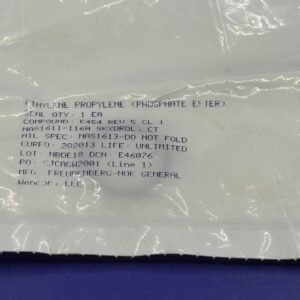 ETHYLENE PROPYLENE (PHOSPHATE ESTER)
SEAL QTY: 1 EA
COMPOUND: E454 REV 5 CL 1
NAS1611-116A SKYDROL, CT
MIL SPEC: NAS1613-DO NOT FOLD
CURED: 2Q2013 LIFE: UNLIMITED
LOT: NBDE18 DCN: E46076
PO: CJCAGW2001 (Line 1)
MFG: FREUDENBERG-NOK GENERAL
Wencor, LLC